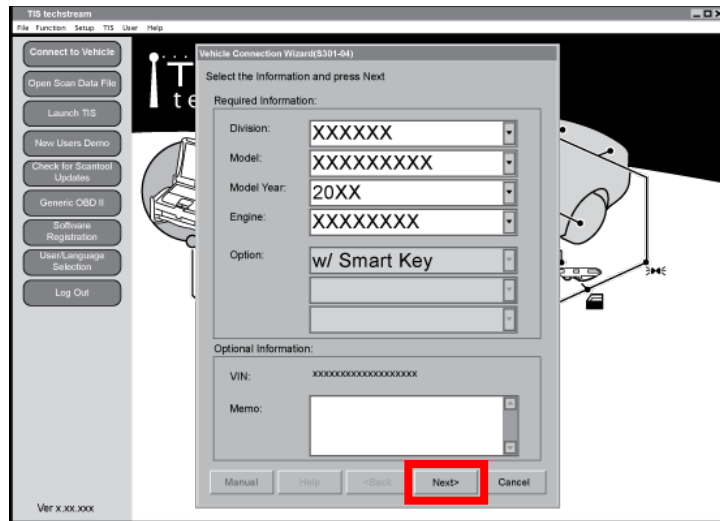 TIS techstream
File Function Setup TIS User Help
Connect to Vehicle
Open Scan Data File
Launch TIS
New Users Demo
Check for Scantool
Updates
Generic OBD II
Software
Registration
User/Language
Selection
Log Out
Ver x.xx.xxx
T
te
Vehicle Connection Wizard(S301-04)
Select the Information and press Next
Required Information:
Division: XXXXXX
Model: XXXXXXXXX
Model Year: 20XX
Engine: XXXXXXXX
Option: w/ Smart Key
Optional Information:
VIN: xxxxxxxxxxxxxxxxxxx
Memo:
Manual Help <Back Next> Cancel